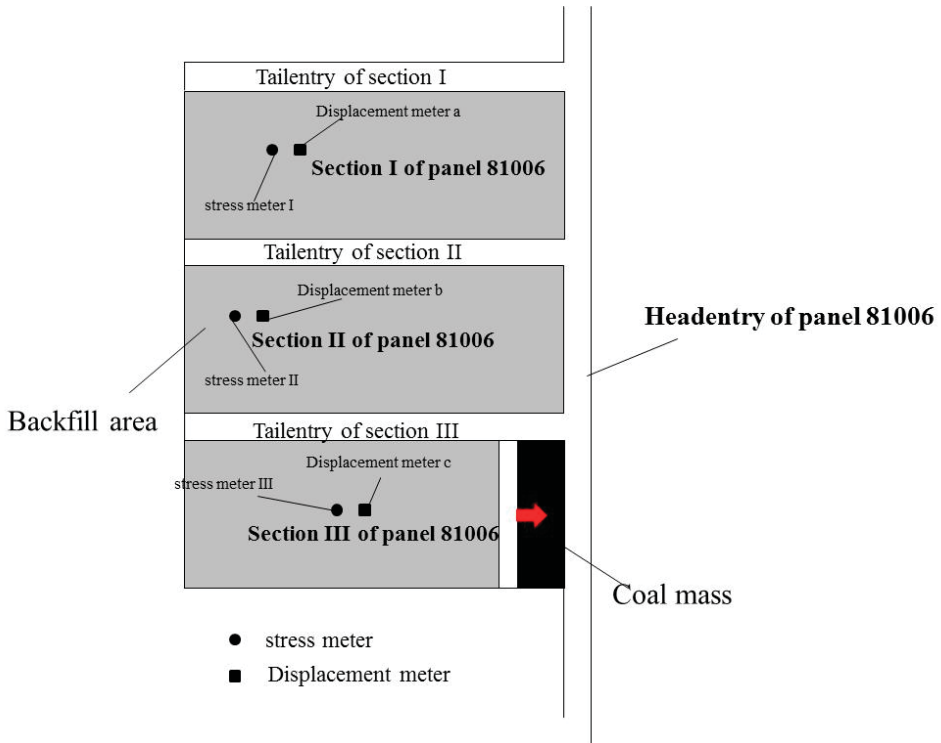 Tailentry of section I
Displacement meter a
Section I of panel 81006
stress meter I
Tailentry of section II
Displacement meter b
Section II of panel 81006
stress meter II
Headentry of panel 81006
Backfill area
Tailentry of section III
Displacement meter c
stress meter III
Section III of panel 81006
Coal mass
stress meter
Displacement meter